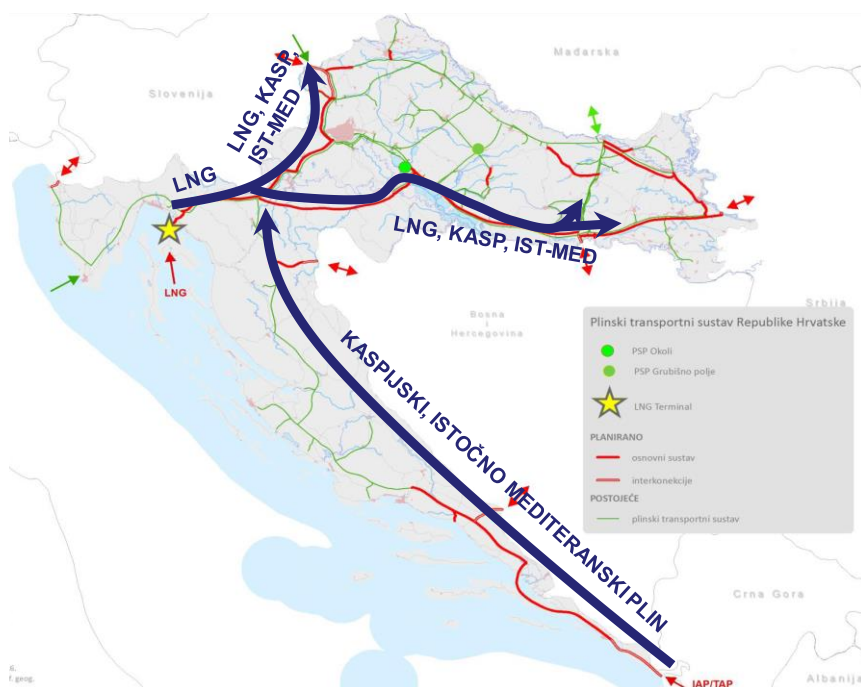 Mađarska
Slovenija
LNG, KASP,
IST-MED
LNG
LNG, KASP, IST-MED
LNG
Bosna
i
Hercegovina
Srbija
KASPIJSKI, ISTOČNO MEDITERANSKI PLIN
Plinski transportni sustav Republike Hrvatske
PSP Okoli
PSP Grubišno polje
LNG Terminal
PLANIRANO
osnovni sustav
interkonekcije
POSTOJEĆE
plinski transportni sustav
Crna Gora
6.
f. geog.
Albanija
IAP/TAP